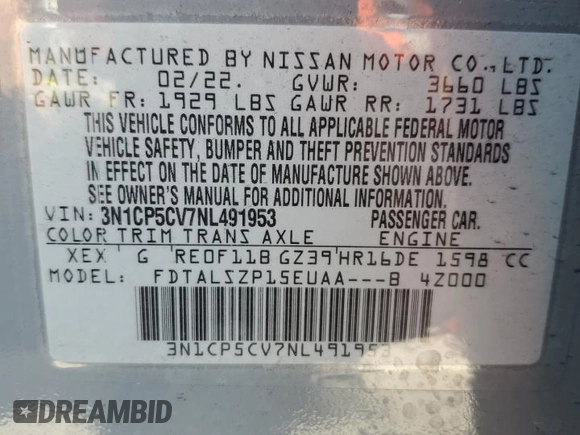 MANUFACTURED BY NISSAN MOTOR CO., LTD.
DATE: 02/22. GVWR: 3660 LBS
GAWR FR: 1929 LBS GAWR RR: 1731 LBS
THIS VEHICLE CONFORMS TO ALL APPLICABLE FEDERAL MOTOR
VEHICLE SAFETY, BUMPER AND THEFT PREVENTION STANDARDS
IN EFFECT ON THE DATE OF MANUFACTURE SHOWN ABOVE.
SEE OWNER'S MANUAL FOR ADDITIONAL INFORMATION.
VIN: 3N1CP5CV7NL491953 PASSENGER CAR.
COLOR TRIM TRANS AXLE ENGINE
XEX G RE0F11B GZ39 HR16DE 1598 CC
MODEL: FDTALSZP15EUAA---B 4Z000
3N1CP5CV7NL491953
DREAMBID